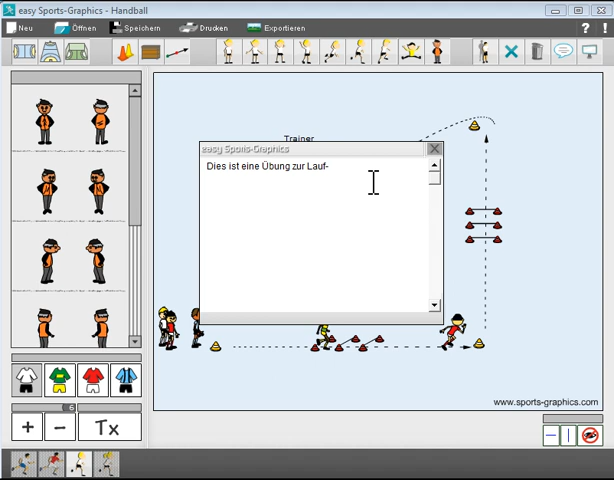 easy Sports-Graphics - Handball
Neu Öffnen Speichern Drucken Exportieren ? !
Trainer
easy Sports-Graphics
Dies ist eine Übung zur Lauf-
www.sports-graphics.com
6
+ - Tx